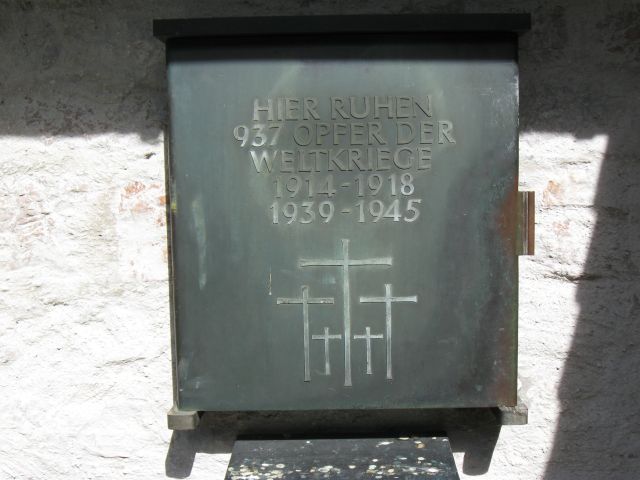 HIER RUHEN
937 OPFER DER
WELTKRIEGE
1914-1918
1939-1945